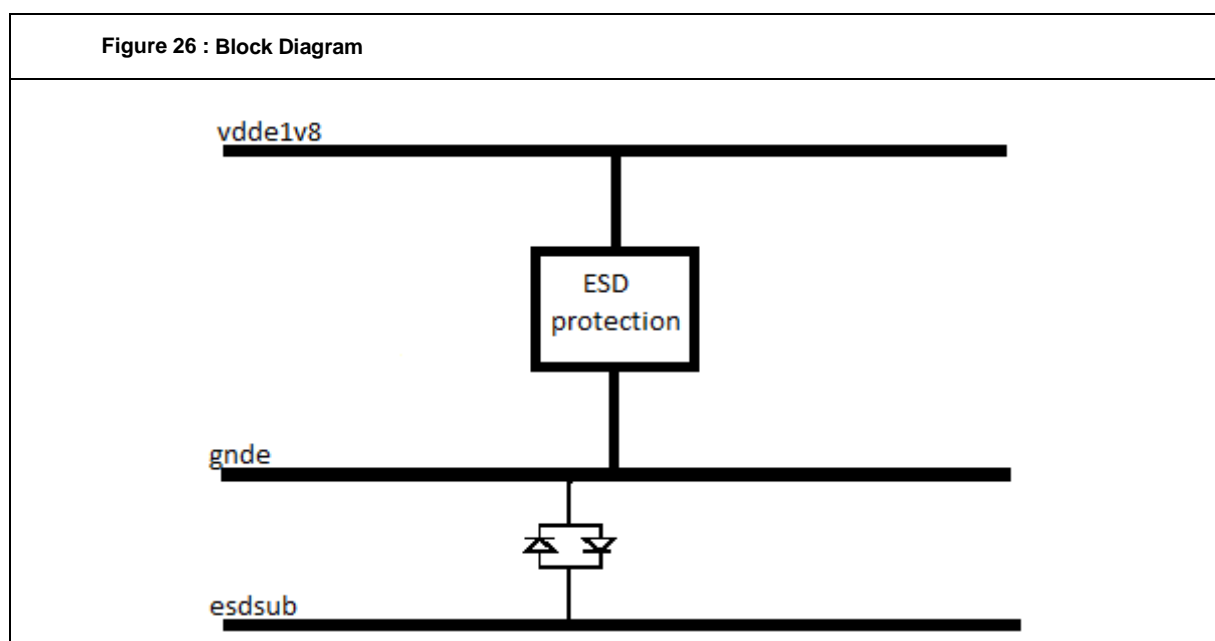 Figure 26 : Block Diagram
vdde1v8
ESD
protection
gnde
esdsub